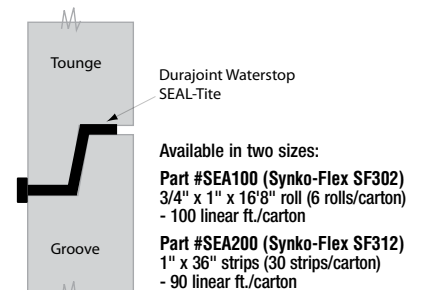 Tounge
Durajoint Waterstop
SEAL-Tite
Available in two sizes:
Part #SEA100 (Synko-Flex SF302)
3/4" x 1" x 16'8" roll (6 rolls/carton)
- 100 linear ft./carton
Groove
Part #SEA200 (Synko-Flex SF312)
1" x 36" strips (30 strips/carton)
- 90 linear ft./carton